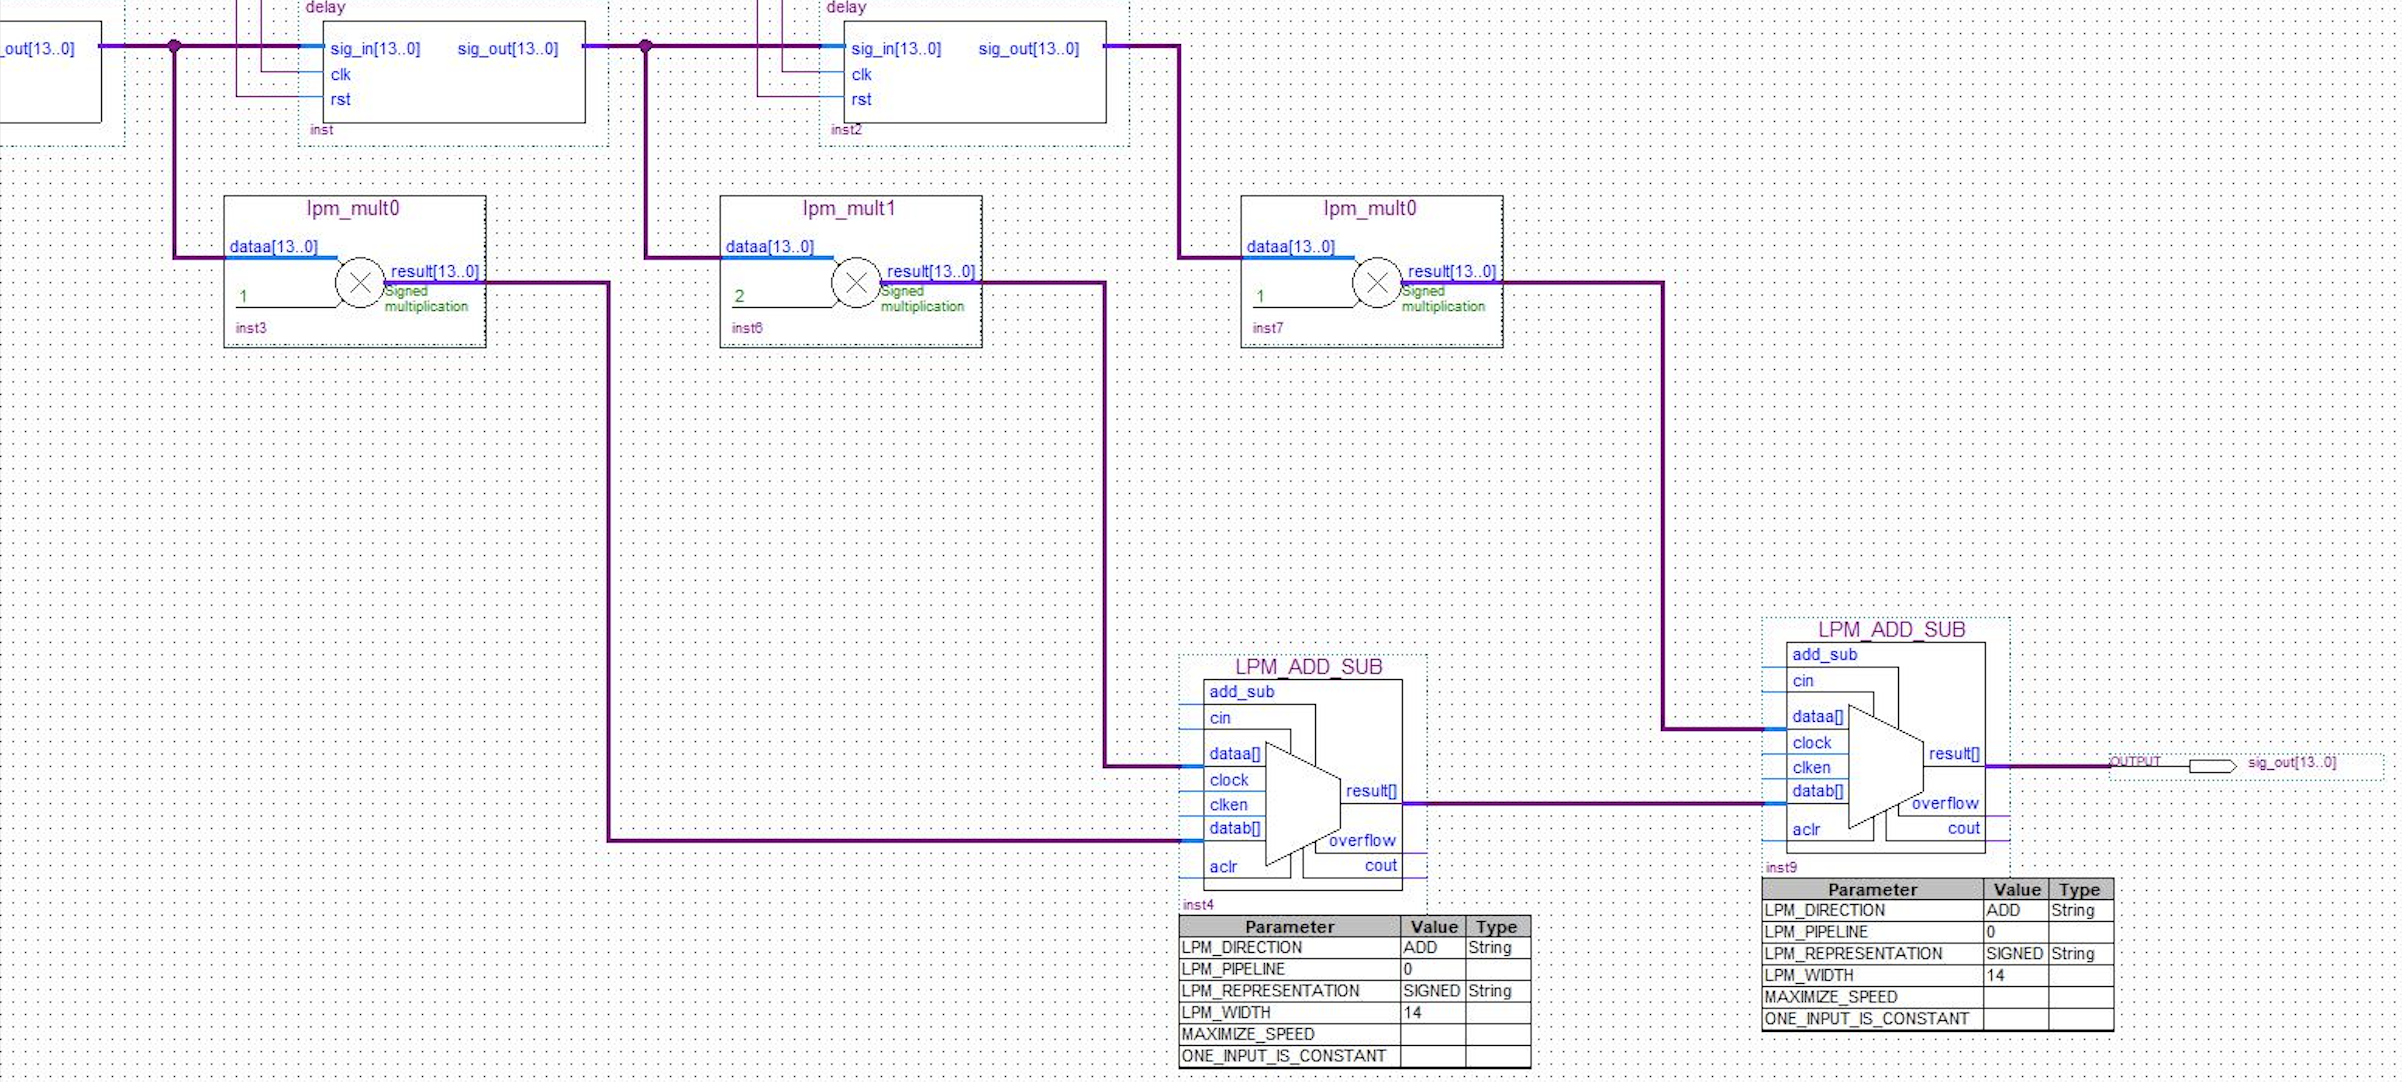 delay
delay
_out[13..0]
sig_in[13..0] sig_out[13..0]
clk
rst
inst
sig_in[13..0] sig_out[13..0]
clk
rst
inst2
lpm_mult0
dataa[13..0]
result[13..0]
1
Signed
multiplication
inst3
lpm_mult1
dataa[13..0]
result[13..0]
2
Signed
multiplication
inst6
lpm_mult0
dataa[13..0]
result[13..0]
1
Signed
multiplication
inst7
LPM_ADD_SUB
add_sub
cin
dataa[]
clock
clken
datab[]
aclr
result[]
overflow
cout
inst4
Parameter Value Type
LPM_DIRECTION ADD String
LPM_PIPELINE 0
LPM_REPRESENTATION SIGNED String
LPM_WIDTH 14
MAXIMIZE_SPEED
ONE_INPUT_IS_CONSTANT
LPM_ADD_SUB
add_sub
cin
dataa[]
clock
clken
datab[]
aclr
result[]
overflow
cout
inst9
OUTPUT sig_out[13..0]
Parameter Value Type
LPM_DIRECTION ADD String
LPM_PIPELINE 0
LPM_REPRESENTATION SIGNED String
LPM_WIDTH 14
MAXIMIZE_SPEED
ONE_INPUT_IS_CONSTANT